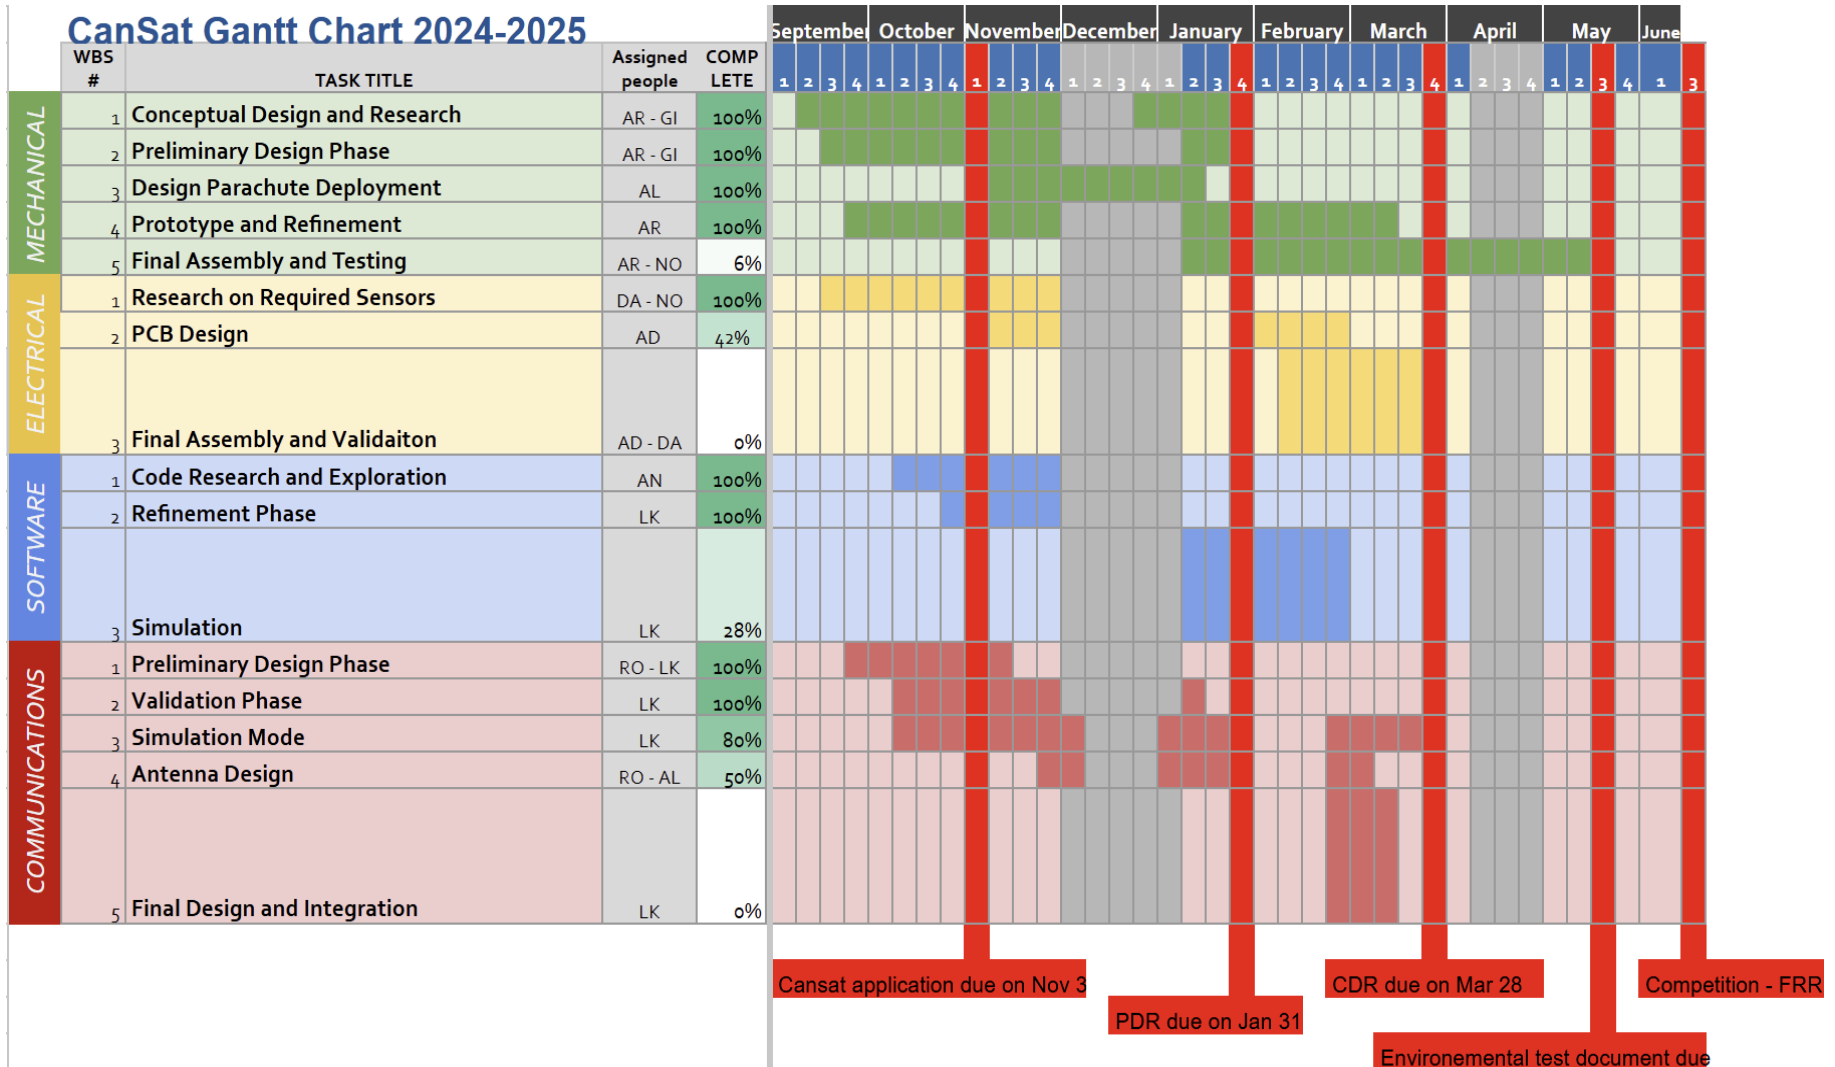 CanSat Gantt Chart 2024-2025
September October November December January February March April May June
WBS # TASK TITLE Assigned people COMP LETE 1 2 3 4 1 2 3 4 1 2 3 4 1 2 3 4 1 2 3 4 1 2 3 4 1 2 3 4 1 2 3 4 1 2 3 4 1 3
MECHANICAL
1 Conceptual Design and Research AR - GI 100%
2 Preliminary Design Phase AR - GI 100%
3 Design Parachute Deployment AL 100%
4 Prototype and Refinement AR 100%
5 Final Assembly and Testing AR - NO 6%
ELECTRICAL
1 Research on Required Sensors DA - NO 100%
2 PCB Design AD 42%
3 Final Assembly and Validaiton AD - DA 0%
SOFTWARE
1 Code Research and Exploration AN 100%
2 Refinement Phase LK 100%
3 Simulation LK 28%
COMMUNICATIONS
1 Preliminary Design Phase RO - LK 100%
2 Validation Phase LK 100%
3 Simulation Mode LK 80%
4 Antenna Design RO - AL 50%
5 Final Design and Integration LK 0%
Cansat application due on Nov 3
CDR due on Mar 28
Competition - FRR
PDR due on Jan 31
Environemental test document due